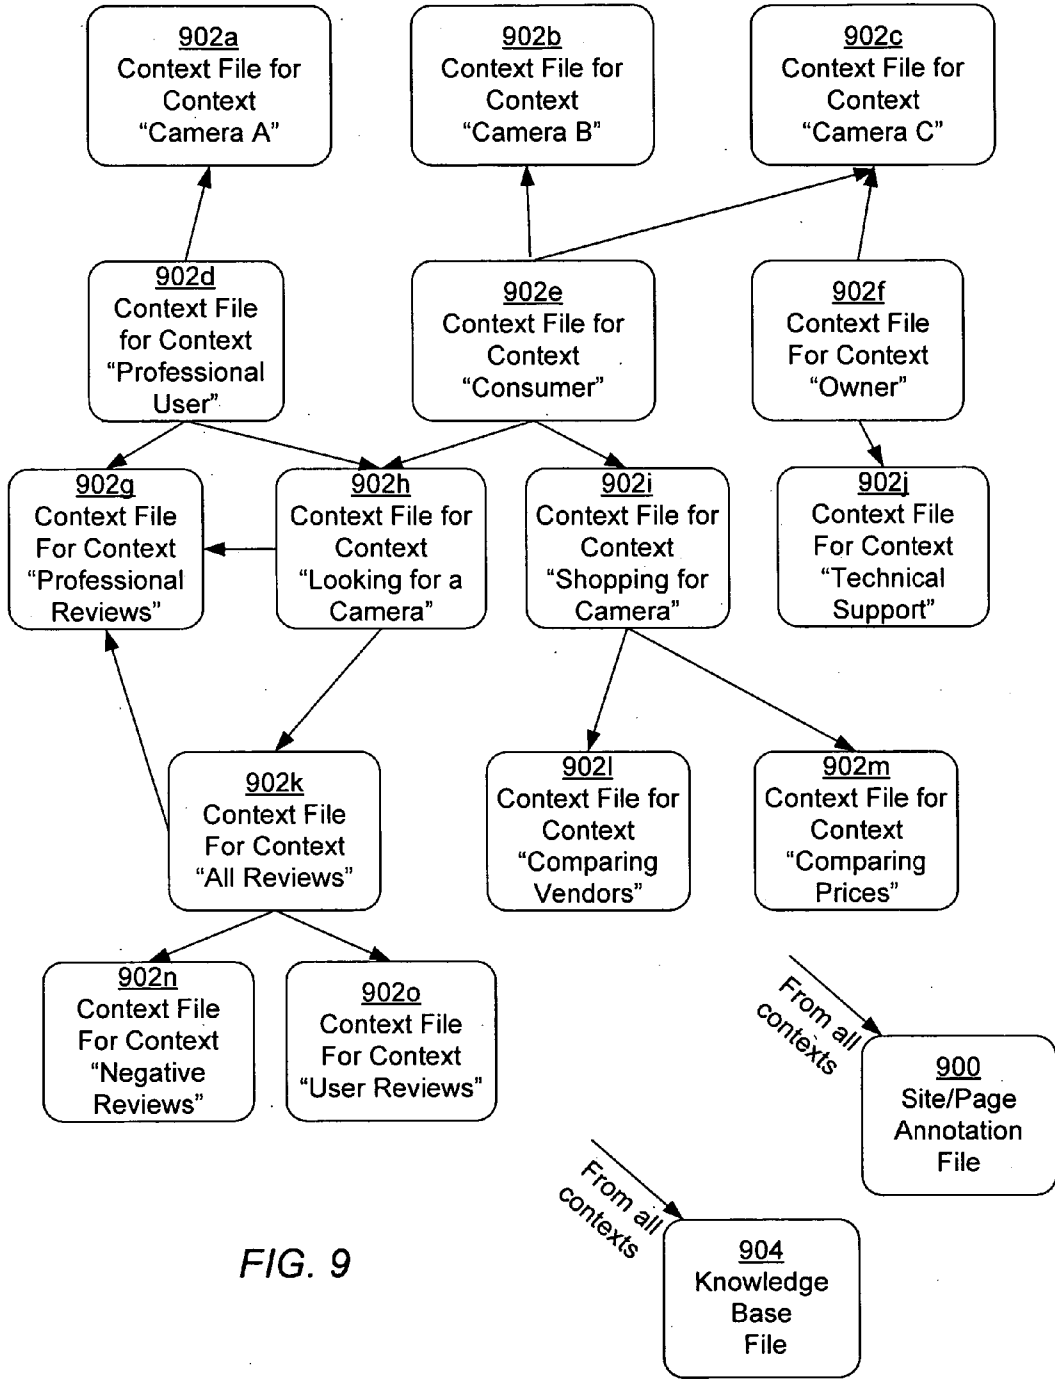 902a
Context File for
Context
“Camera A”
902b
Context File for
Context
“Camera B”
902c
Context File for
Context
“Camera C”
902d
Context File
for Context
“Professional
User”
902e
Context File for
Context
“Consumer”
902f
Context File
For Context
“Owner”
902g
Context File
For Context
“Professional
Reviews”
902h
Context File for
Context
“Looking for a
Camera”
902i
Context File for
Context
“Shopping for
Camera”
902j
Context File
For Context
“Technical
Support”
902k
Context File
For Context
“All Reviews”
902l
Context File for
Context
“Comparing
Vendors”
902m
Context File for
Context
“Comparing
Prices”
902n
Context File
For Context
“Negative
Reviews”
902o
Context File
For Context
“User Reviews”
From all
contexts
900
Site/Page
Annotation
File
From all
contexts
904
Knowledge
Base
File
FIG. 9